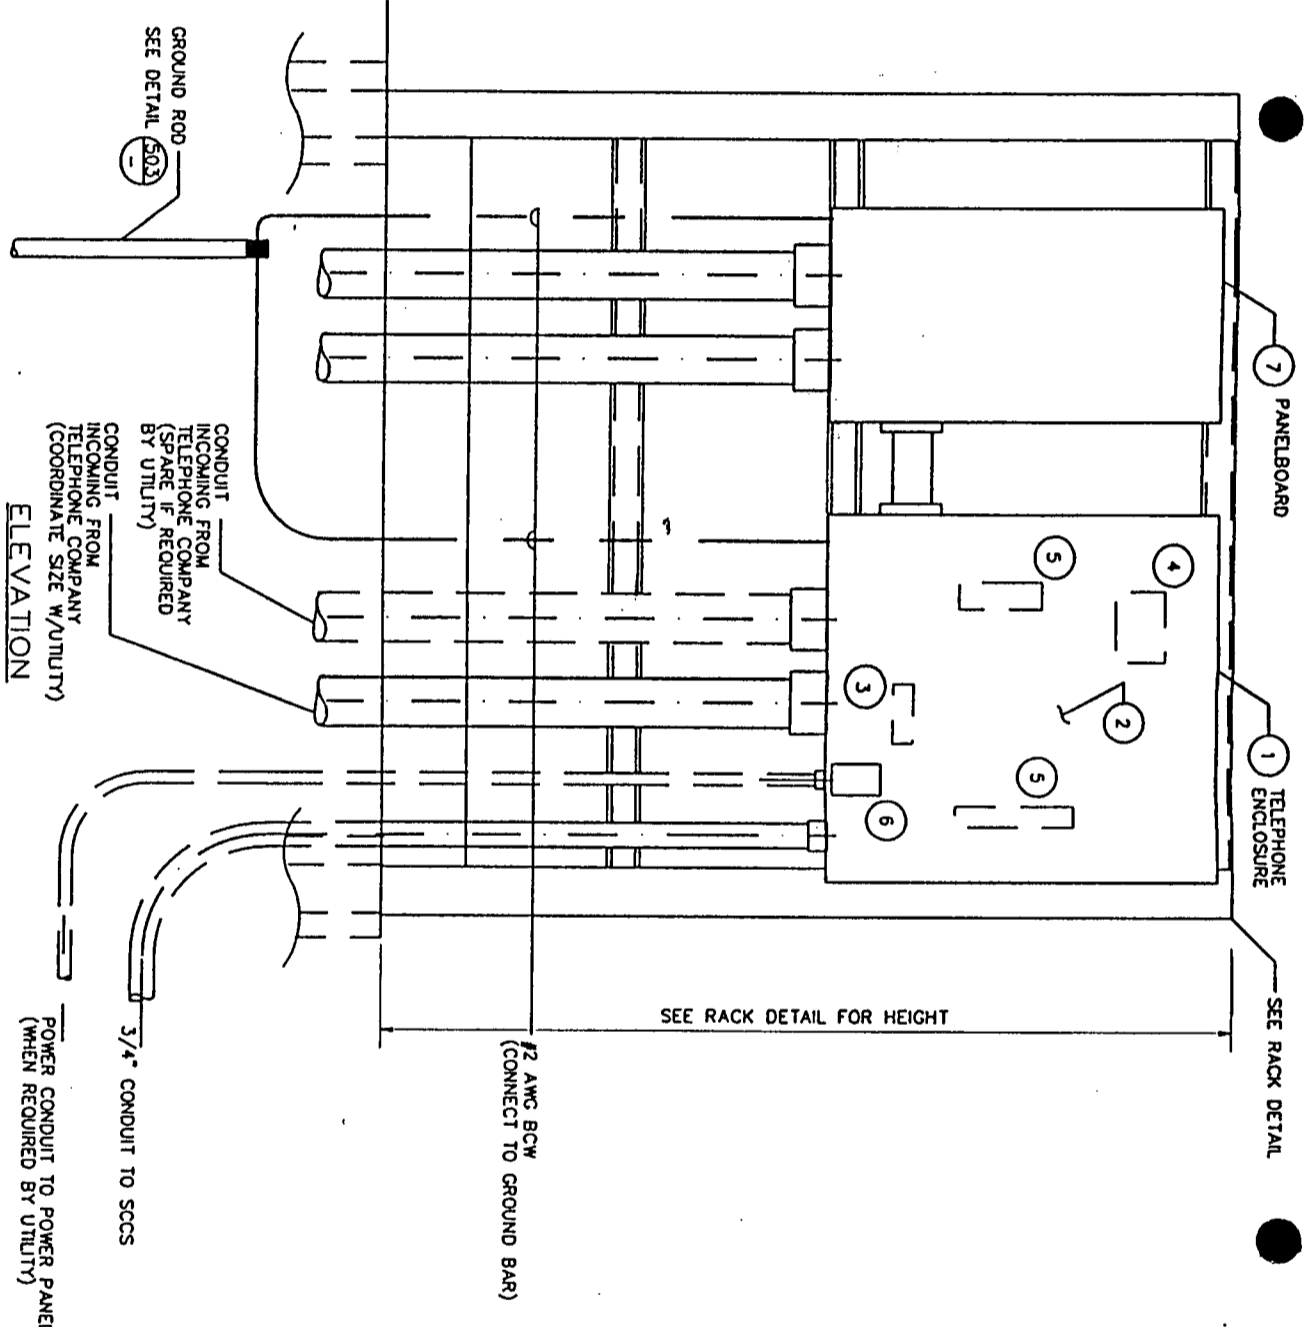 SEE RACK DETAIL
1 TELEPHONE
ENCLOSURE
7 PANELBOARD
4
5
2
5
3
6
SEE RACK DETAIL FOR HEIGHT
#2 AWG BCW
(CONNECT TO GROUND BAR)
GROUND ROD
SEE DETAIL 503
-
CONDUIT
INCOMING FROM
TELEPHONE COMPANY
(SPARE IF REQUIRED
BY UTILITY)
CONDUIT
INCOMING FROM
TELEPHONE COMPANY
(COORDINATE SIZE W/UTILITY)
3/4" CONDUIT TO SCCS
POWER CONDUIT TO POWER PANEL
(WHEN REQUIRED BY UTILITY)
ELEVATION